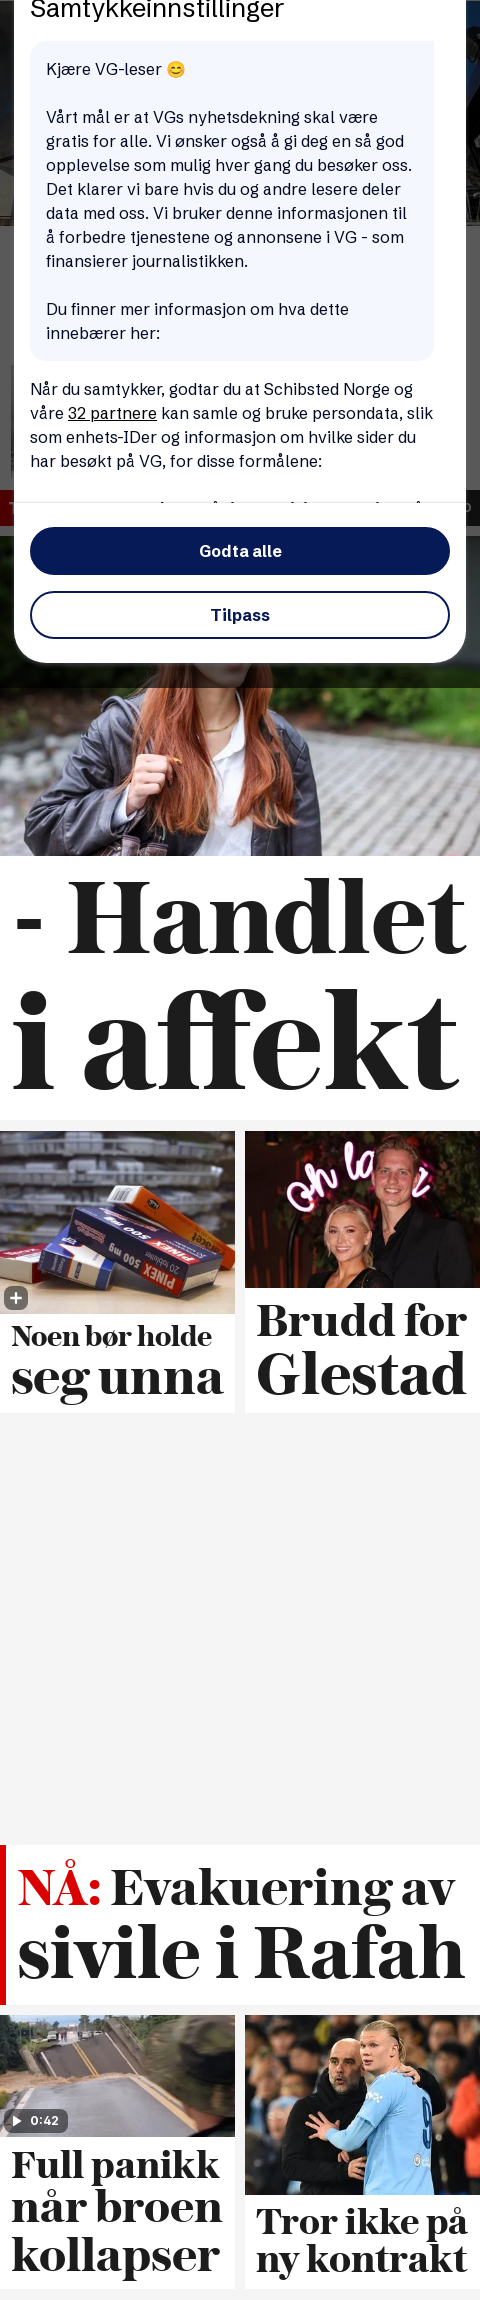 Samtykkeinnstillinger
Kjære VG-leser 😊
Vårt mål er at VGs nyhetsdekning skal være
gratis for alle. Vi ønsker også å gi deg en så god
opplevelse som mulig hver gang du besøker oss.
Det klarer vi bare hvis du og andre lesere deler
data med oss. Vi bruker denne informasjonen til
å forbedre tjenestene og annonsene i VG - som
finansierer journalistikken.
Du finner mer informasjon om hva dette
innebærer her:
Når du samtykker, godtar du at Schibsted Norge og
våre 32 partnere kan samle og bruke persondata, slik
som enhets-IDer og informasjon om hvilke sider du
har besøkt på VG, for disse formålene:
Godta alle
Tilpass
- Handlet
i affekt
PINEX 500 mg
Noen bør holde
seg unna
oh la
Brudd for
Glestad
NÅ: Evakuering av
sivile i Rafah
0:42
Full panikk
når broen
kollapser
9
Tror ikke på
ny kontrakt